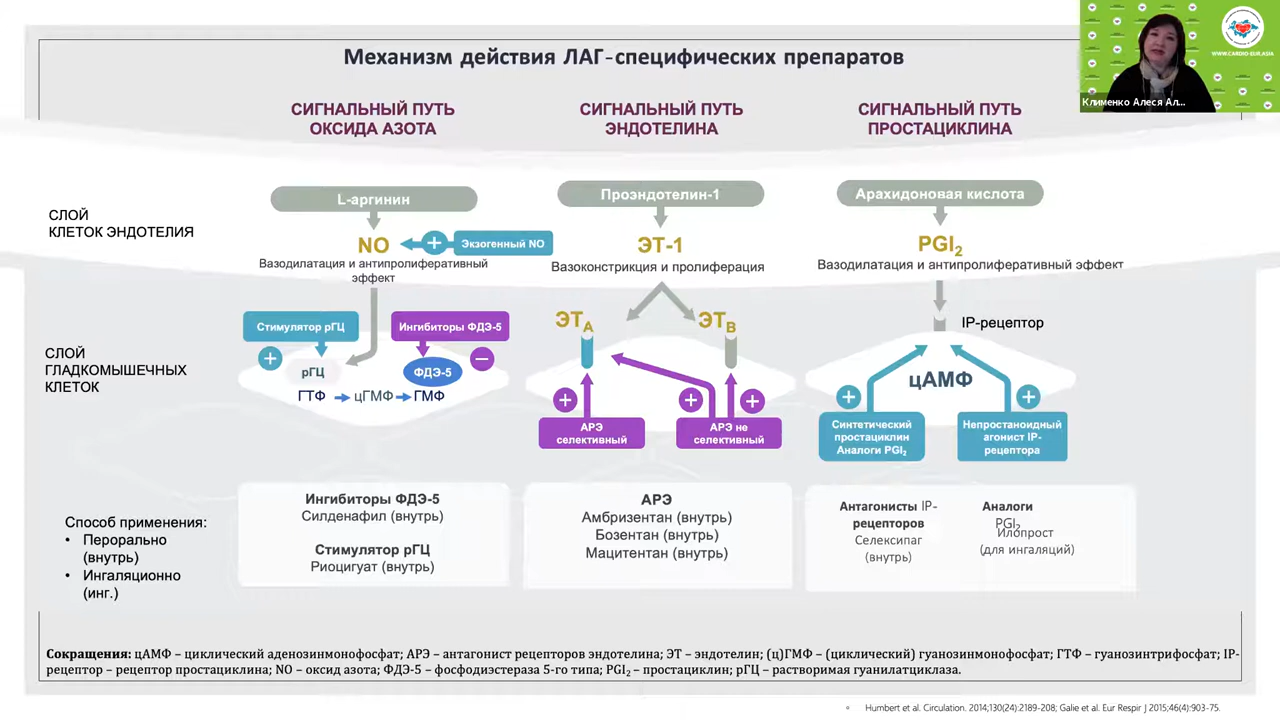 Механизм действия ЛАГ-специфических препаратов
WWW.CARDIO-EUR.ASIA
Клименко Алеся Ал...
СИГНАЛЬНЫЙ ПУТЬ
ОКСИДА АЗОТА
СИГНАЛЬНЫЙ ПУТЬ
ЭНДОТЕЛИНА
СИГНАЛЬНЫЙ ПУТЬ
ПРОСТАЦИКЛИНА
СЛОЙ
КЛЕТОК ЭНДОТЕЛИЯ
L-аргинин
NO
+
Экзогенный NO
Вазодилатация и антипролиферативный
эффект
Проэндотелин-1
ЭТ-1
Вазоконстрикция и пролиферация
Арахидоновая кислота
PGI₂
Вазодилатация и антипролиферативный эффект
СЛОЙ
ГЛАДКОМЫШЕЧНЫХ
КЛЕТОК
Стимулятор рГЦ
Ингибиторы ФДЭ-5
+
рГЦ
ФДЭ-5
−
ГТФ
цГМФ
ГМФ
ЭТA
ЭТB
+
+
+
АРЭ
селективный
АРЭ не
селективный
IP-рецептор
цАМФ
+
+
Синтетический
простациклин
Аналоги PGI₂
Непростаноидный
агонист IP-
рецептора
Способ применения:
• Перорально
(внутрь)
• Ингаляционно
(инг.)
Ингибиторы ФДЭ-5
Силденафил (внутрь)
Стимулятор рГЦ
Риоцигуат (внутрь)
АРЭ
Амбризентан (внутрь)
Бозентан (внутрь)
Мацитентан (внутрь)
Антагонисты IP-
рецепторов
Селексипаг
(внутрь)
Аналоги
PGI₂
Илопрост
(для ингаляций)
Сокращения: цАМФ – циклический аденозинмонофосфат; АРЭ – антагонист рецепторов эндотелина; ЭТ – эндотелин; (ц)ГМФ – (циклический) гуанозинмонофосфат; ГТФ – гуанозинтрифосфат; IP-
рецептор – рецептор простациклина; NO – оксид азота; ФДЭ-5 – фосфодиэстераза 5-го типа; PGI₂ – простациклин; рГЦ – растворимая гуанилатциклаза.
• Humbert et al. Circulation. 2014;130(24):2189-208; Galie et al. Eur Respir J 2015;46(4):903-75.